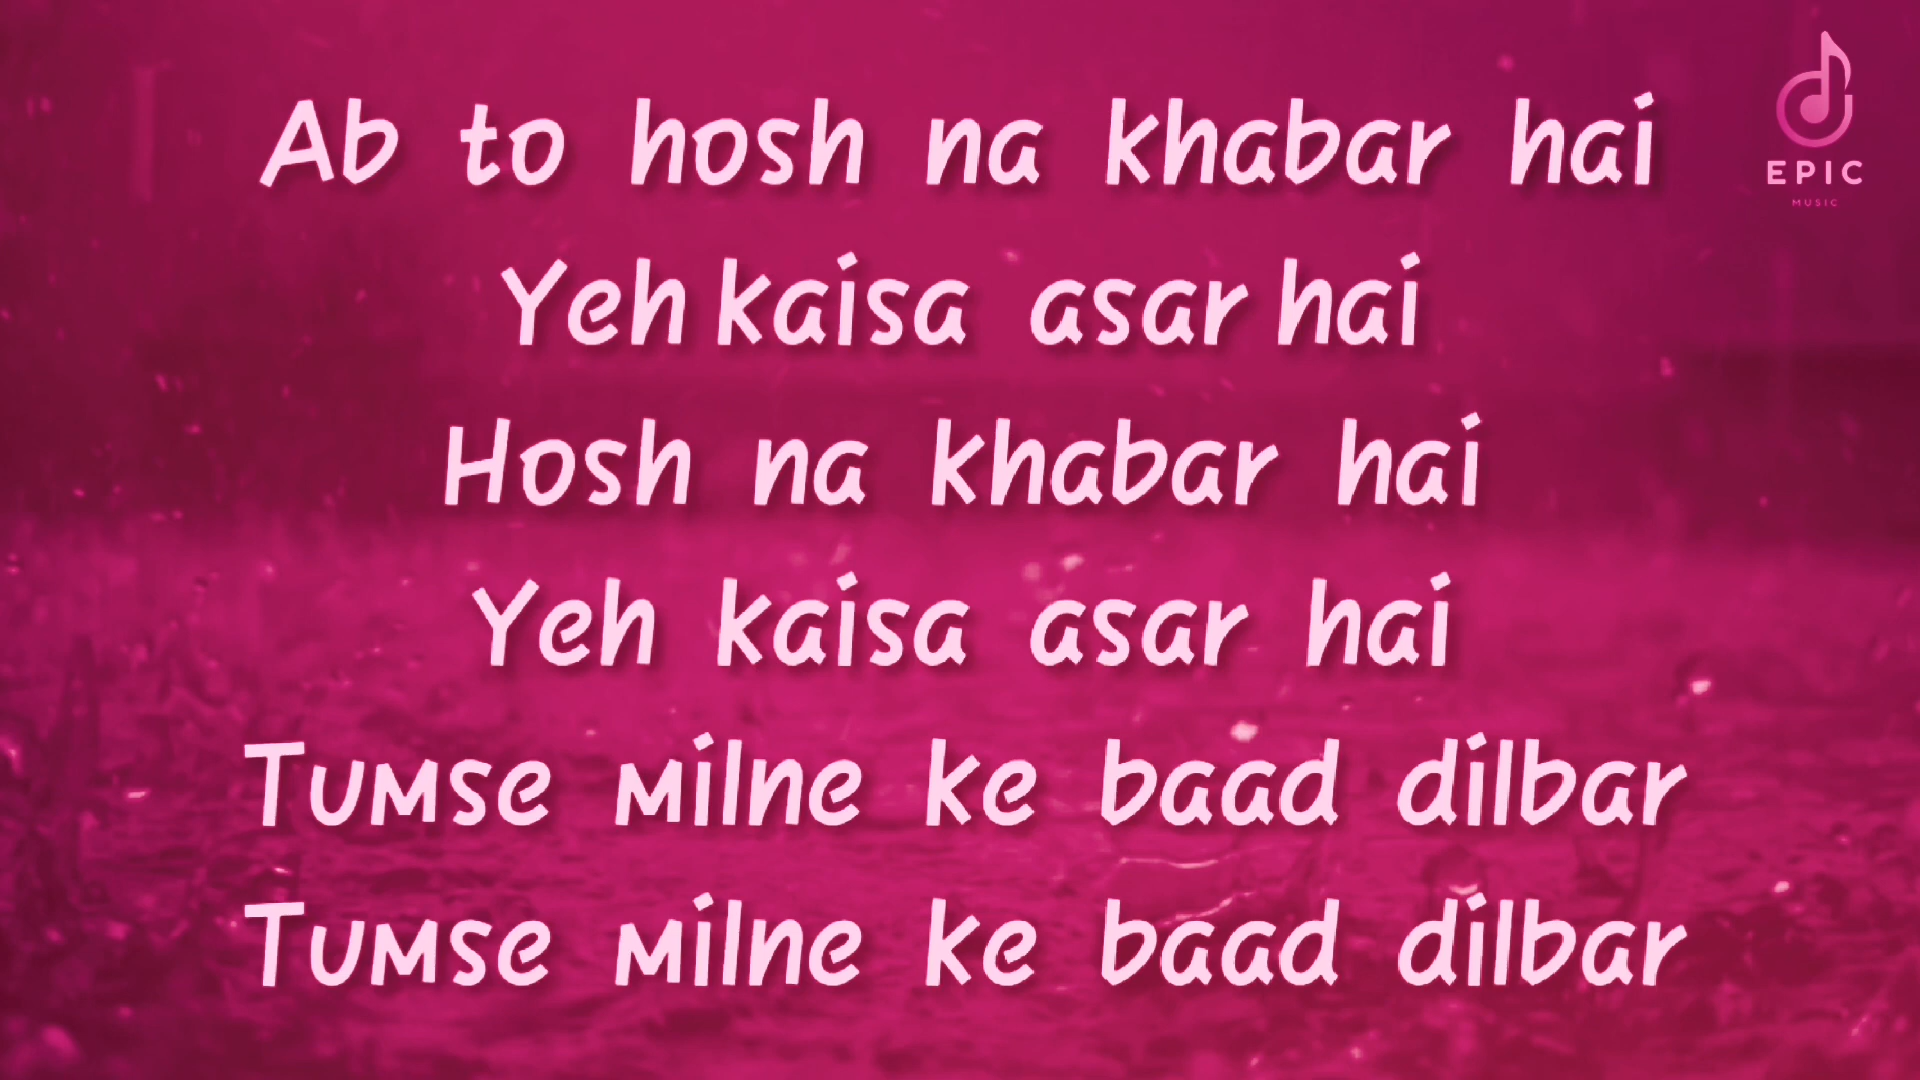 Ab to hosh na khabar hai
Yeh kaisa asar hai
Hosh na khabar hai
Yeh kaisa asar hai
Tumse milne ke baad dilbar
Tumse milne ke baad dilbar
EPIC
MUSIC